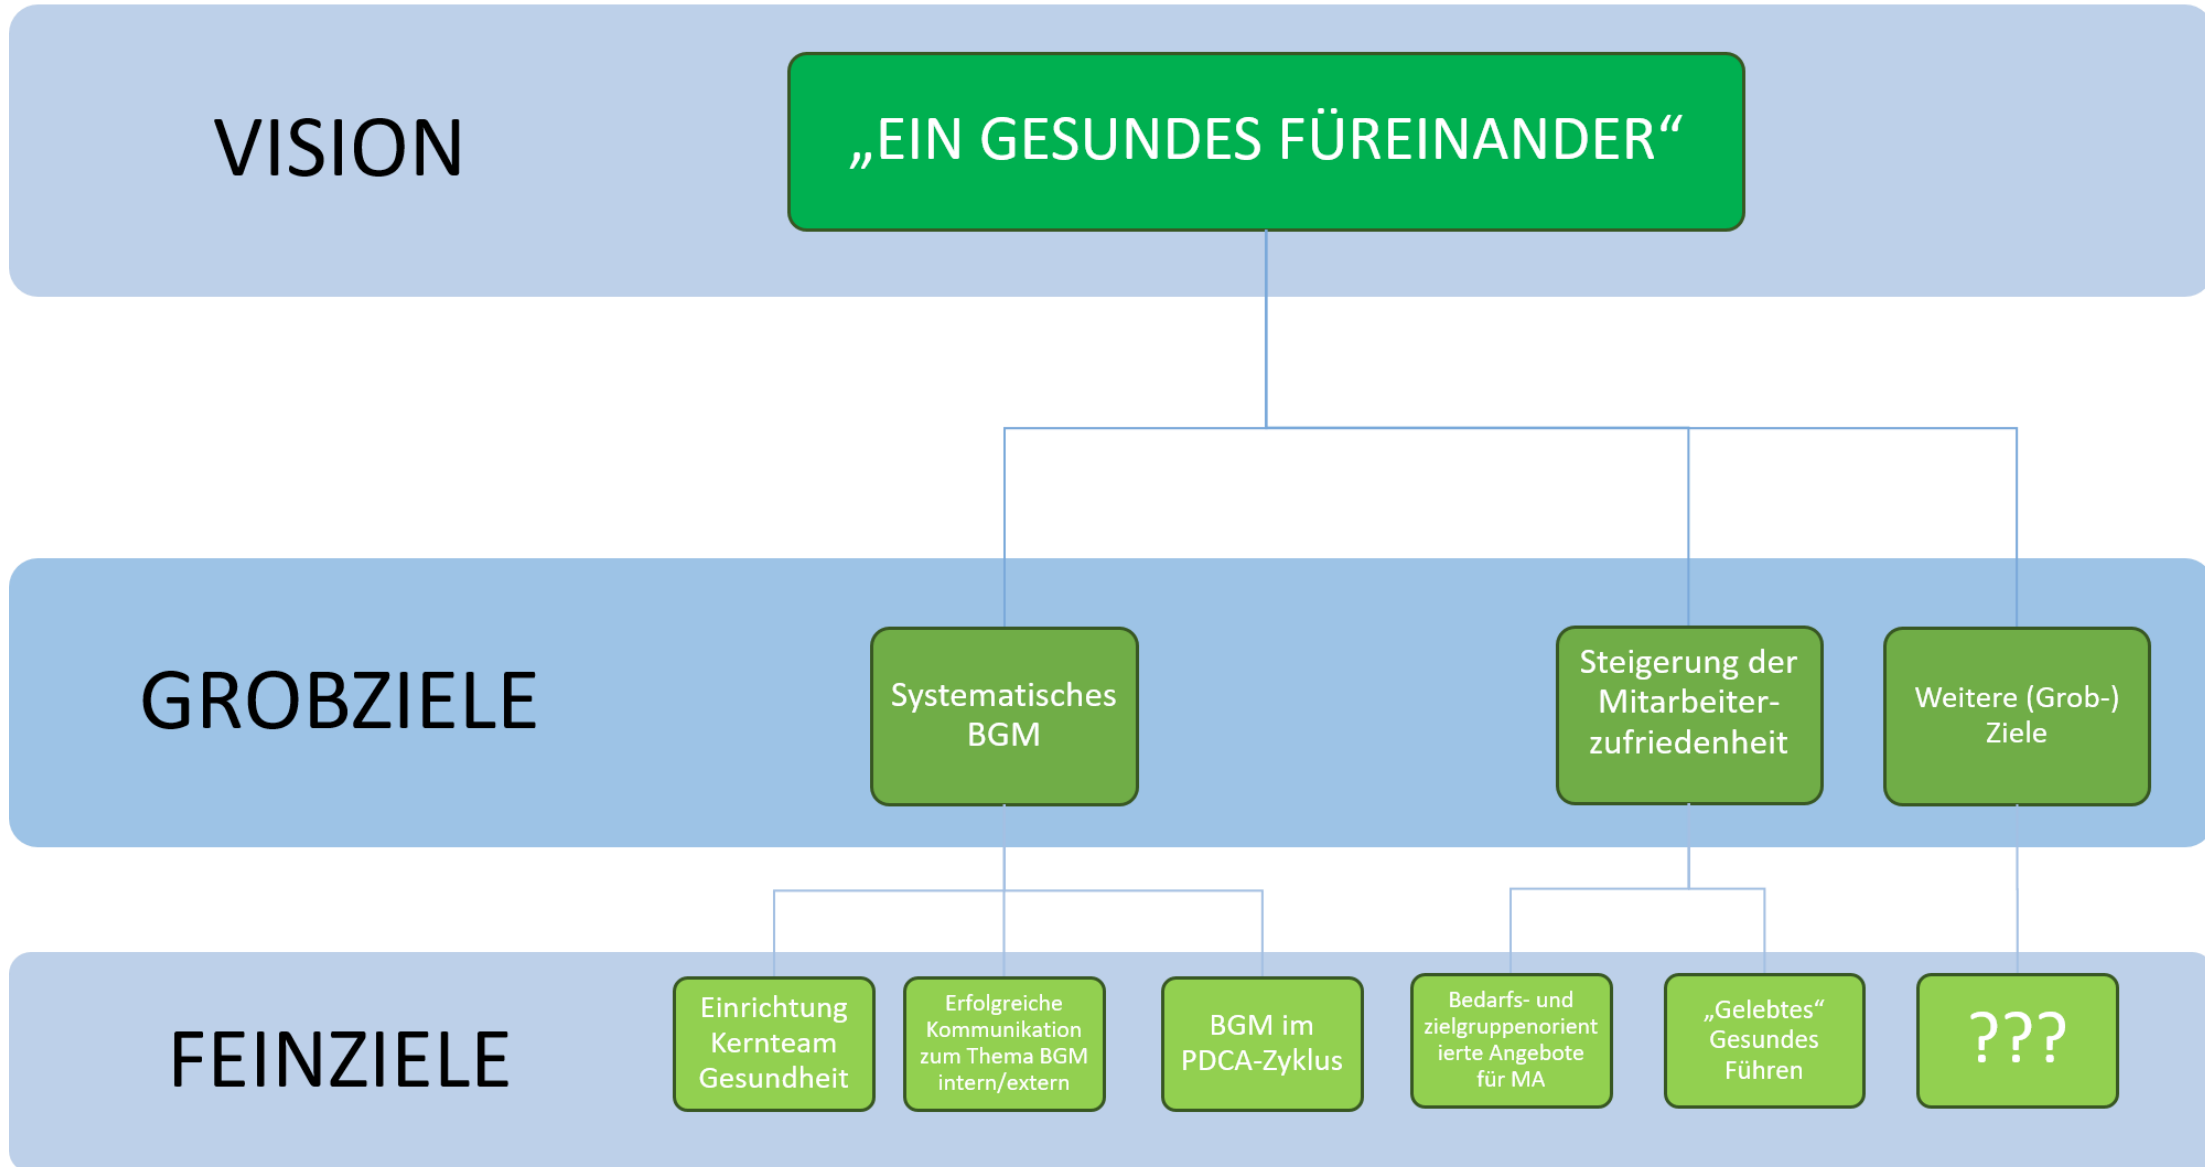 VISION
„EIN GESUNDES FÜREINANDER“
GROBZIELE
Systematisches
BGM
Steigerung der
Mitarbeiter-
zufriedenheit
Weitere (Grob-)
Ziele
FEINZIELE
Einrichtung
Kernteam
Gesundheit
Erfolgreiche
Kommunikation
zum Thema BGM
intern/extern
BGM im
PDCA-Zyklus
Bedarfs- und
zielgruppenorient
ierte Angebote
für MA
„Gelebtes“
Gesundes
Führen
???